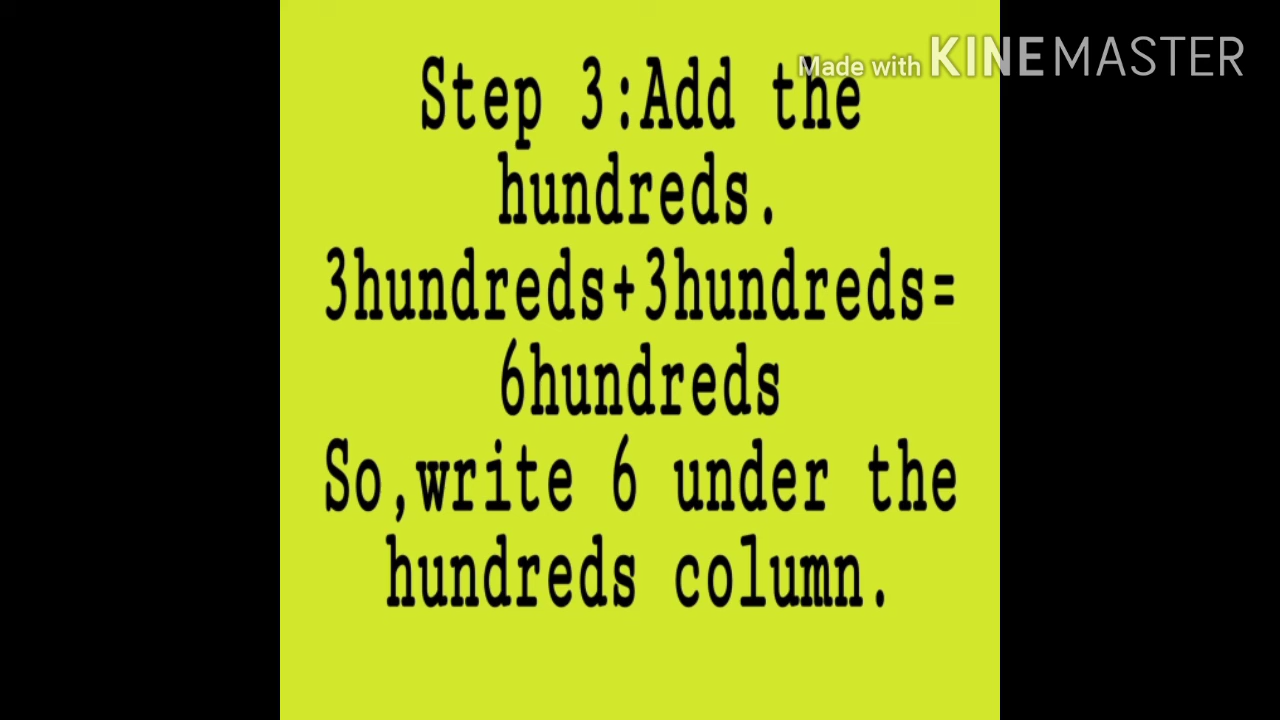 Made with KINEMASTER
Step 3:Add the
hundreds.
3hundreds+3hundreds=
6hundreds
So,write 6 under the
hundreds column.